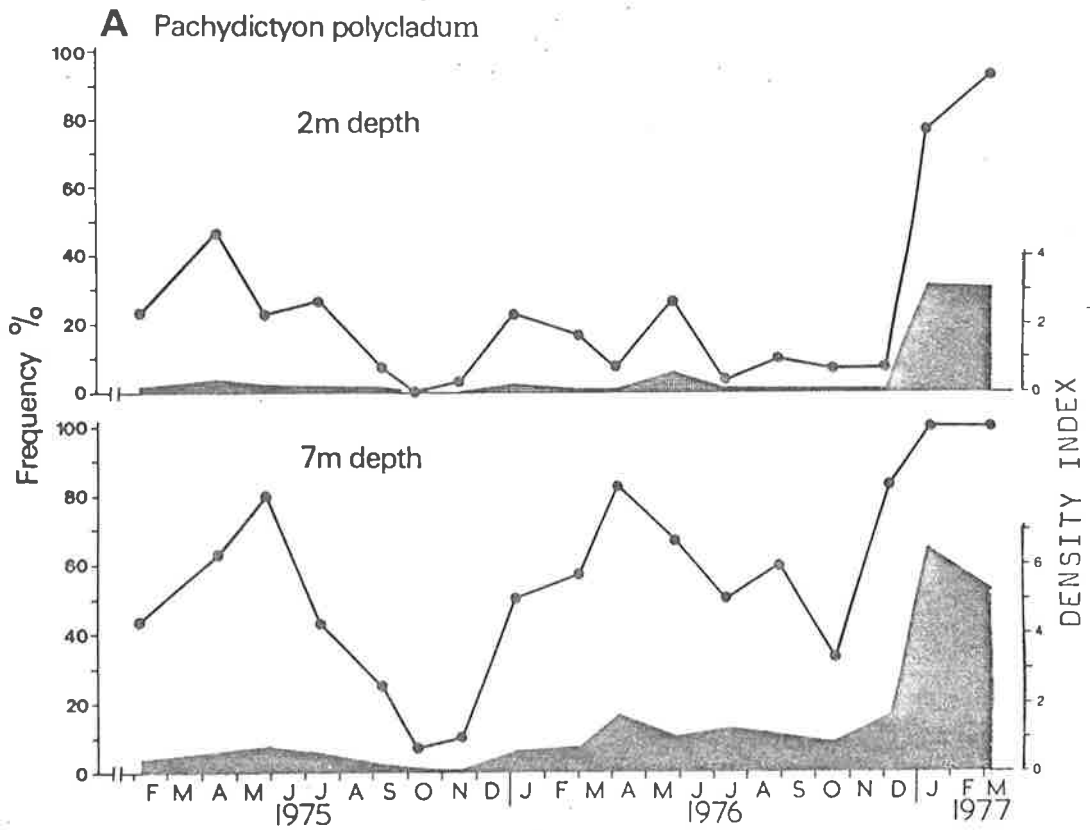 A Pachydictyon polycladum
100
80
60
40
20
0
2m depth
4
2
0
Frequency %
100
80
60
40
20
0
7m depth
6
4
2
0
DENSITY INDEX
F M A M J J A S O N D J F M A M J J A S O N D J F M
1975 1976 1977